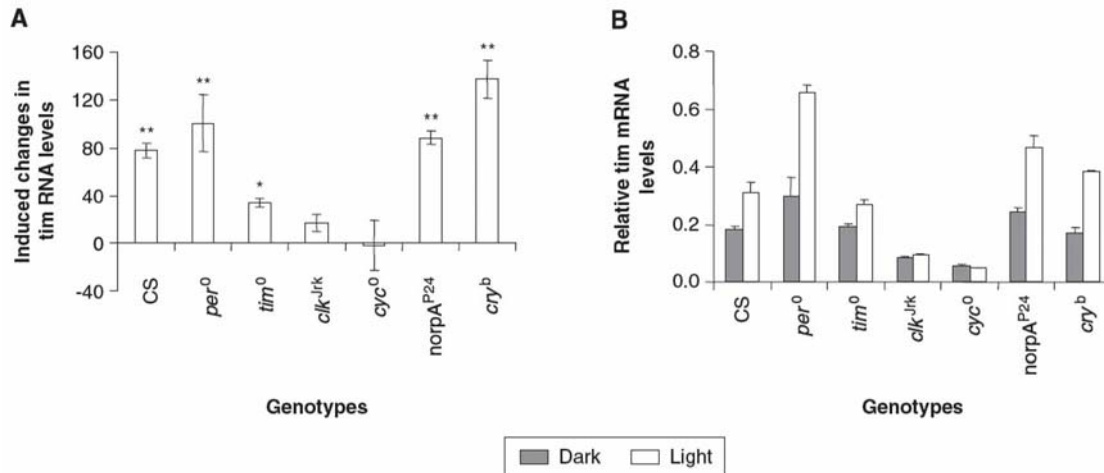 A
Induced changes in
tim RNA levels
160
120
80
40
0
-40
**
**
*
**
**
CS
per⁰
tim⁰
clkᴶʳᵏ
cyc⁰
norpAᴾ²⁴
cryᵇ
Genotypes
B
Relative tim mRNA
levels
0.8
0.6
0.4
0.2
0.0
CS
per⁰
tim⁰
clkᴶʳᵏ
cyc⁰
norpAᴾ²⁴
cryᵇ
Genotypes
Dark Light